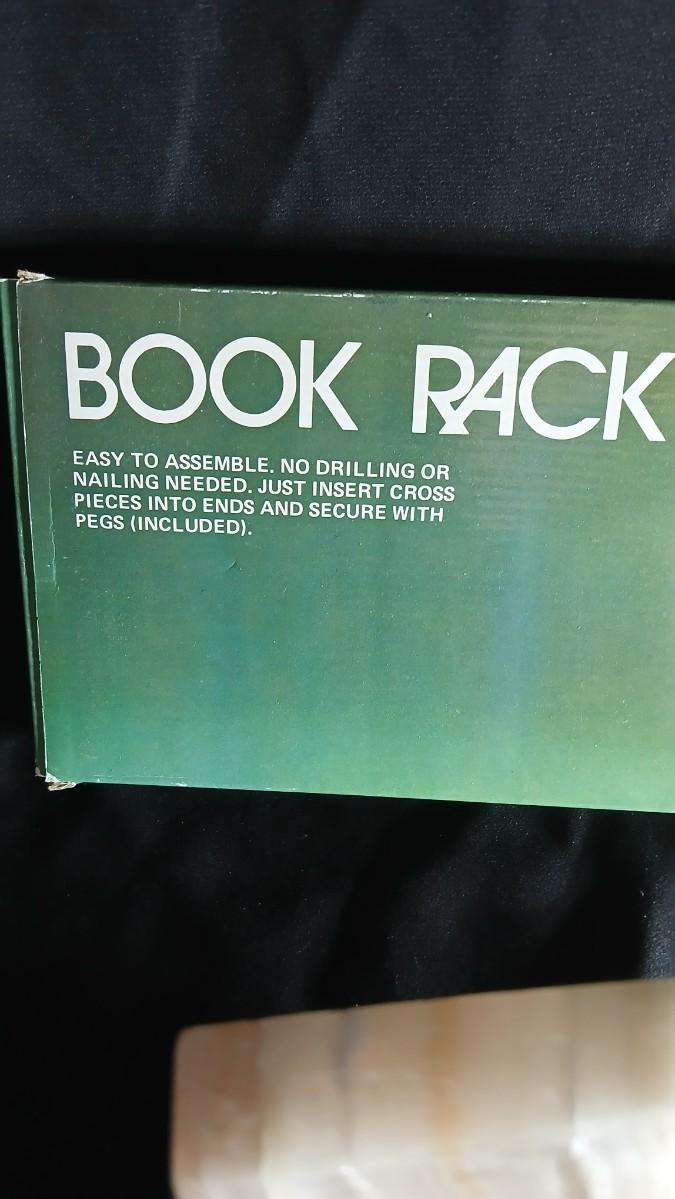 BOOK RACK
EASY TO ASSEMBLE. NO DRILLING OR
NAILING NEEDED. JUST INSERT CROSS
PIECES INTO ENDS AND SECURE WITH
PEGS (INCLUDED).